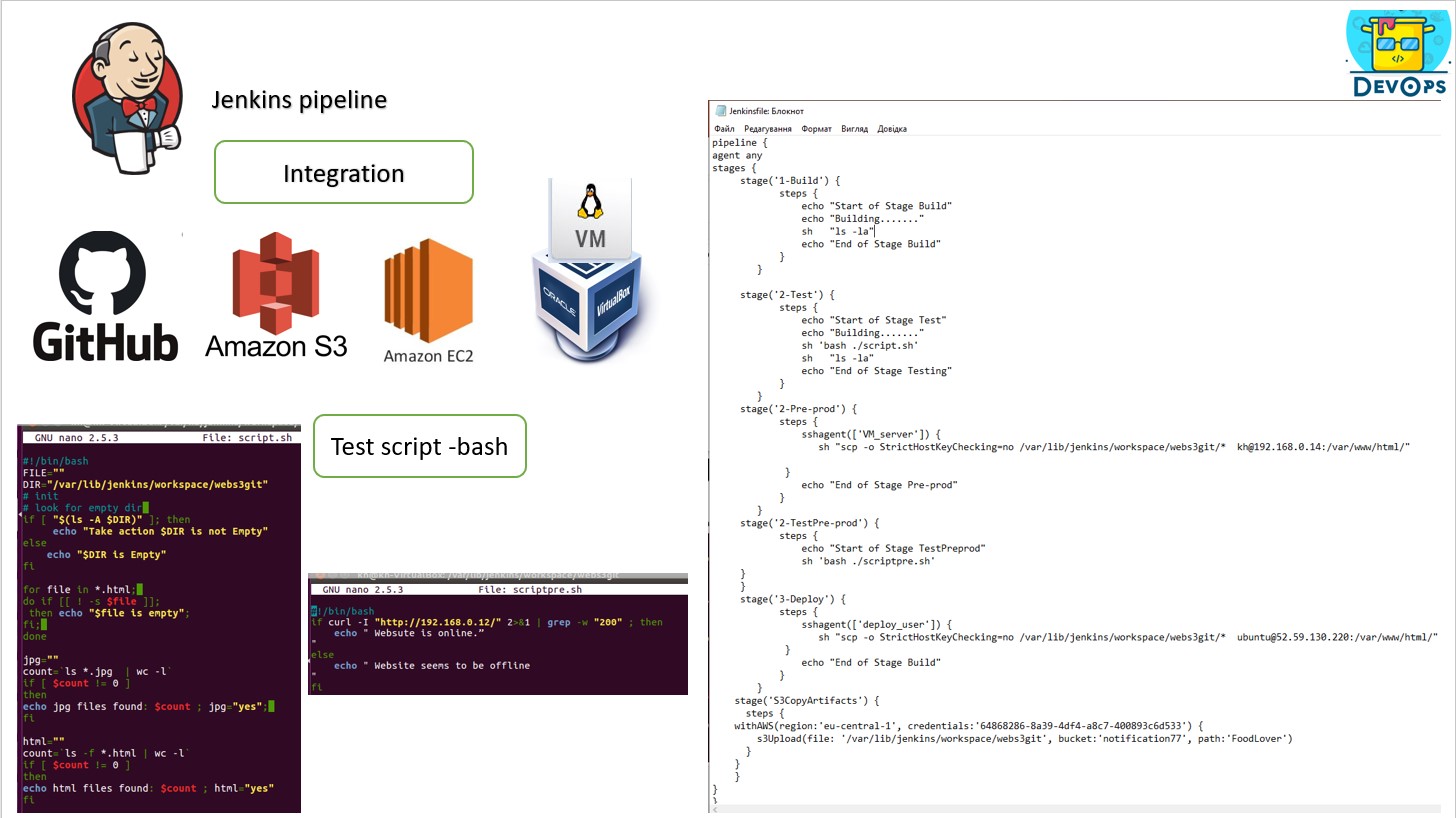 Jenkins pipeline
Integration
GitHub
Amazon S3
Amazon EC2
VM
ORACLE
VirtualBox
Test script -bash
GNU nano 2.5.3 File: script.sh
#!/bin/bash
FILE=""
DIR="/var/lib/jenkins/workspace/webs3git"
# init
# look for empty dir
if [ "$(ls -A $DIR)" ]; then
echo "Take action $DIR is not Empty"
else
echo "$DIR is Empty"
fi
for file in *.html;
do if [[ ! -s $file ]];
then echo "$file is empty";
fi;
done
jpg=""
count=`ls *.jpg | wc -l`
if [ $count != 0 ]
then
echo jpg files found: $count ; jpg="yes";
fi
html=""
count=`ls -f *.html | wc -l`
if [ $count != 0 ]
then
echo html files found: $count ; html="yes"
fi
GNU nano 2.5.3 File: scriptpre.sh
#!/bin/bash
if curl -I "http://192.168.0.12/" 2>&1 | grep -w "200" ; then
echo " Websute is online.”
"
else
echo " Website seems to be offline
"
fi
DEVOPS
Jenkinsfile: Блокнот
Файл Редагування Формат Вигляд Довідка
pipeline {
agent any
stages {
stage('1-Build') {
steps {
echo "Start of Stage Build"
echo "Building......."
sh "ls -la"
echo "End of Stage Build"
}
}
stage('2-Test') {
steps {
echo "Start of Stage Test"
echo "Building......."
sh 'bash ./script.sh'
sh "ls -la"
echo "End of Stage Testing"
}
}
stage('2-Pre-prod') {
steps {
sshagent(['VM_server']) {
sh "scp -o StrictHostKeyChecking=no /var/lib/jenkins/workspace/webs3git/* kh@192.168.0.14:/var/www/html/"
}
echo "End of Stage Pre-prod"
}
}
stage('2-TestPre-prod') {
steps {
echo "Start of Stage TestPreprod"
sh 'bash ./scriptpre.sh'
}
}
stage('3-Deploy') {
steps {
sshagent(['deploy_user']) {
sh "scp -o StrictHostKeyChecking=no /var/lib/jenkins/workspace/webs3git/* ubuntu@52.59.130.220:/var/www/html/"
}
echo "End of Stage Build"
}
}
stage('S3CopyArtifacts') {
steps {
withAWS(region:'eu-central-1', credentials:'64868286-8a39-4df4-a8c7-400893c6d533') {
s3Upload(file: '/var/lib/jenkins/workspace/webs3git', bucket:'notification77', path:'FoodLover')
}
}
}
}
}